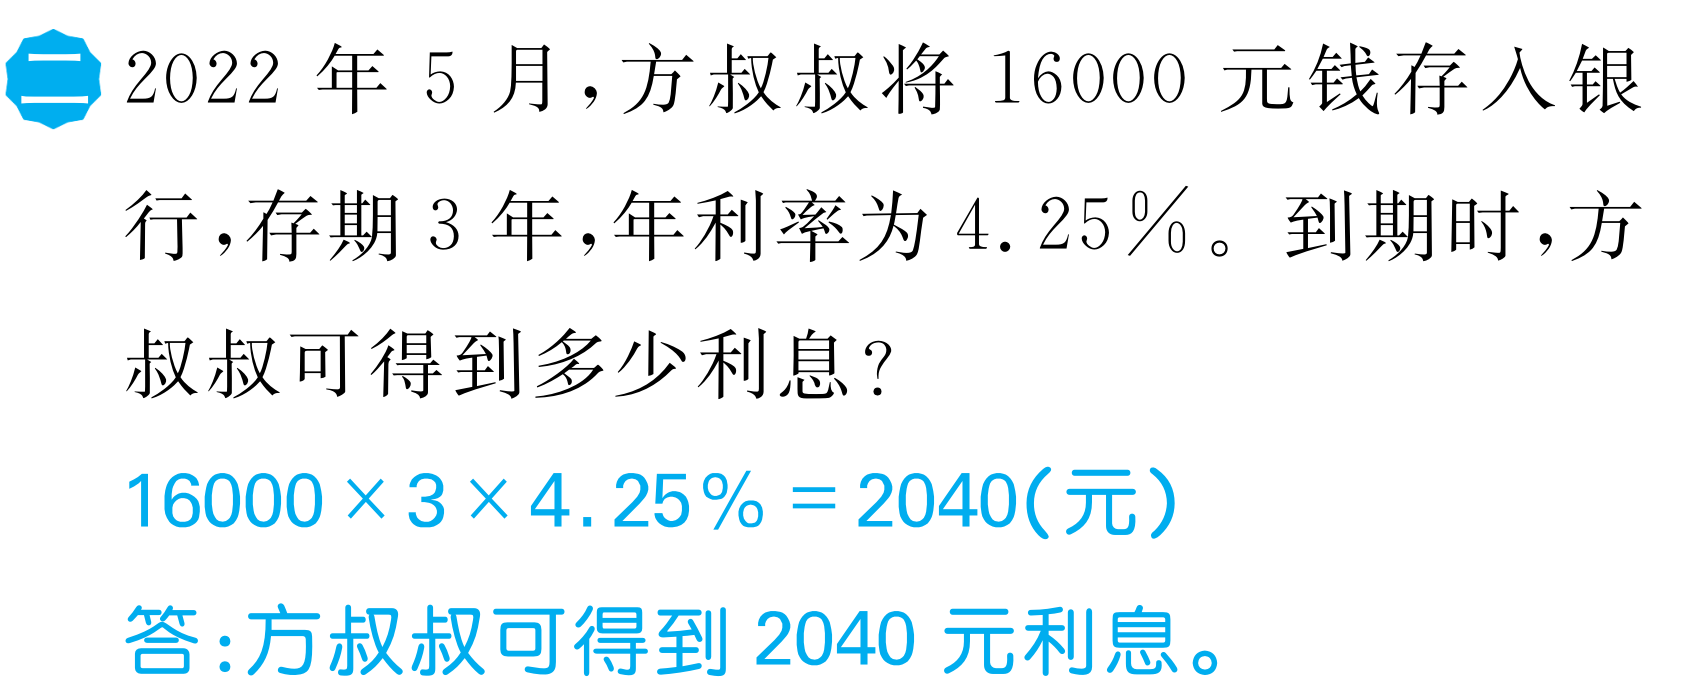 二 2022 年 5 月,方叔叔将 16000 元钱存入银
行,存期 3 年,年利率为 4.25%。到期时,方
叔叔可得到多少利息?
16000×3×4.25%=2040(元)
答:方叔叔可得到 2040 元利息。